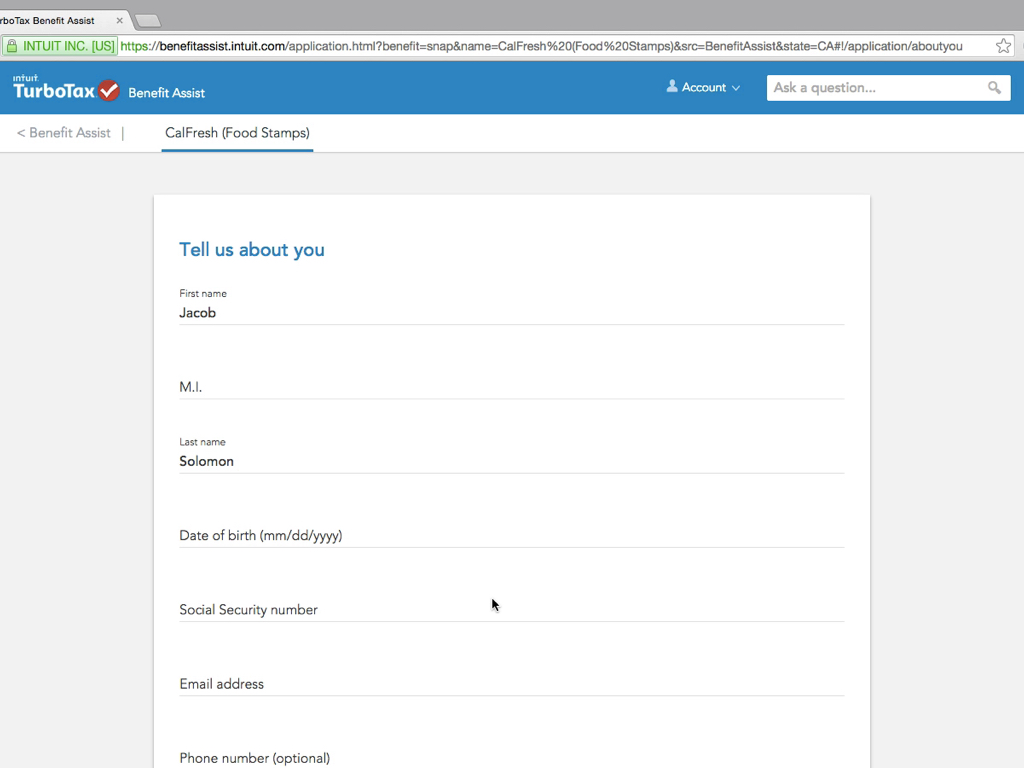 rboTax Benefit Assist
INTUIT INC. [US] https://benefitassist.intuit.com/application.html?benefit=snap&name=CalFresh%20(Food%20Stamps)&src=BenefitAssist&state=CA#!/application/aboutyou
intuit
TurboTax Benefit Assist Account Ask a question...
< Benefit Assist | CalFresh (Food Stamps)
Tell us about you
First name
Jacob
M.I.
Last name
Solomon
Date of birth (mm/dd/yyyy)
Social Security number
Email address
Phone number (optional)